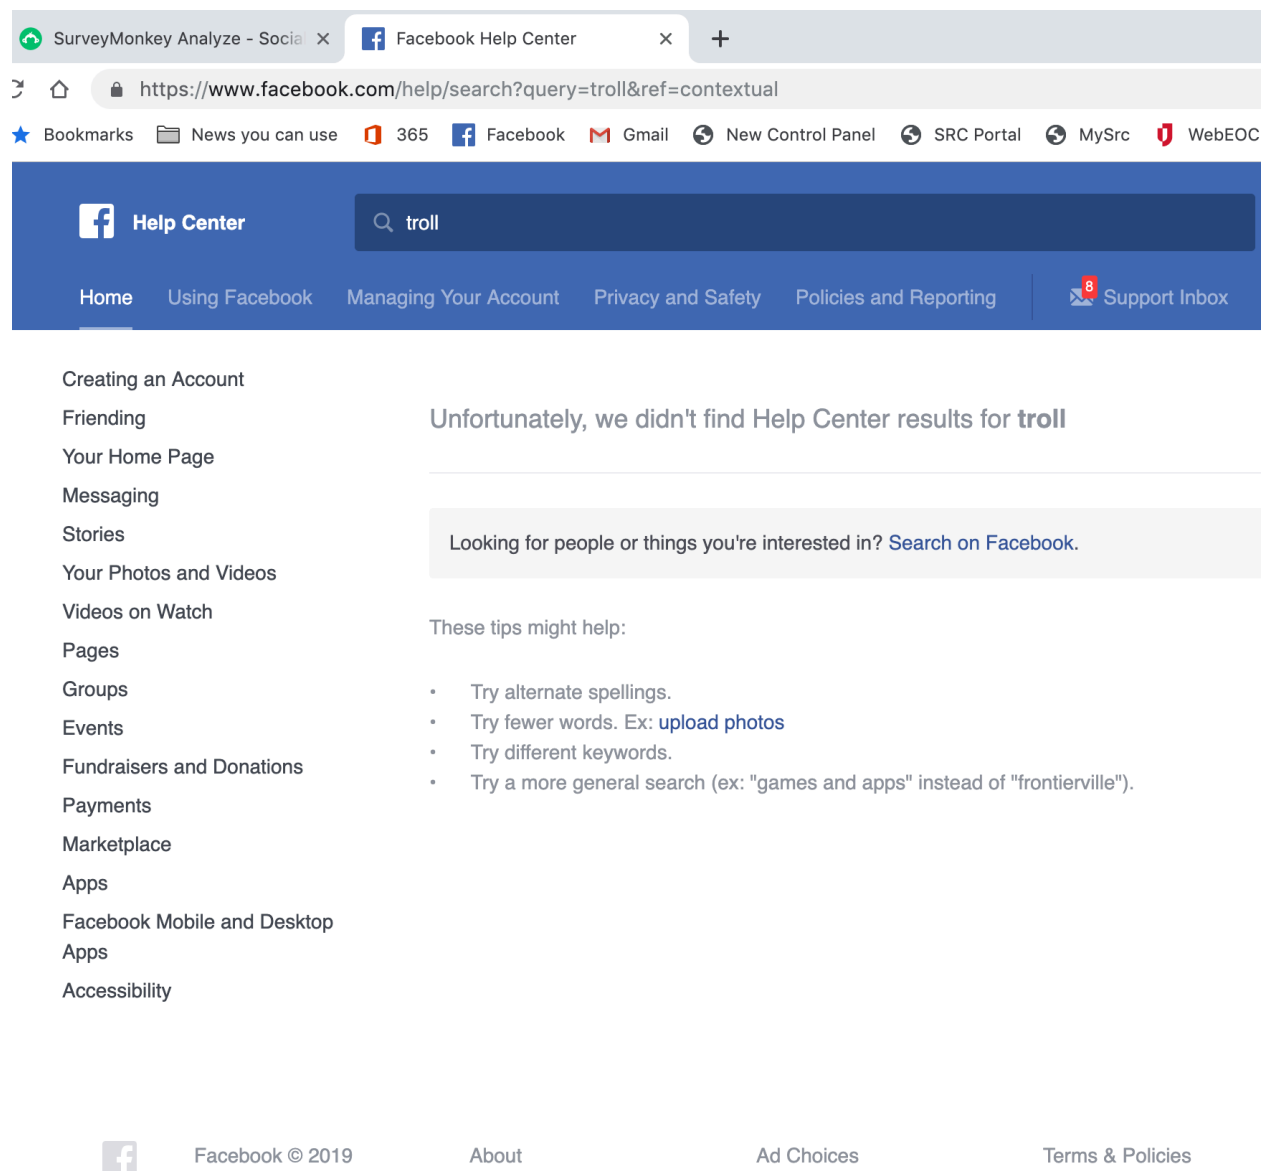 SurveyMonkey Analyze - Social
Facebook Help Center
https://www.facebook.com/help/search?query=troll&ref=contextual
Bookmarks News you can use 365 Facebook Gmail New Control Panel SRC Portal MySrc WebEOC
Help Center
troll
Home Using Facebook Managing Your Account Privacy and Safety Policies and Reporting 8 Support Inbox
Creating an Account
Friending
Your Home Page
Messaging
Stories
Your Photos and Videos
Videos on Watch
Pages
Groups
Events
Fundraisers and Donations
Payments
Marketplace
Apps
Facebook Mobile and Desktop
Apps
Accessibility
Unfortunately, we didn't find Help Center results for troll
Looking for people or things you're interested in? Search on Facebook.
These tips might help:
• Try alternate spellings.
• Try fewer words. Ex: upload photos
• Try different keywords.
• Try a more general search (ex: "games and apps" instead of "frontierville").
Facebook © 2019 About Ad Choices Terms & Policies